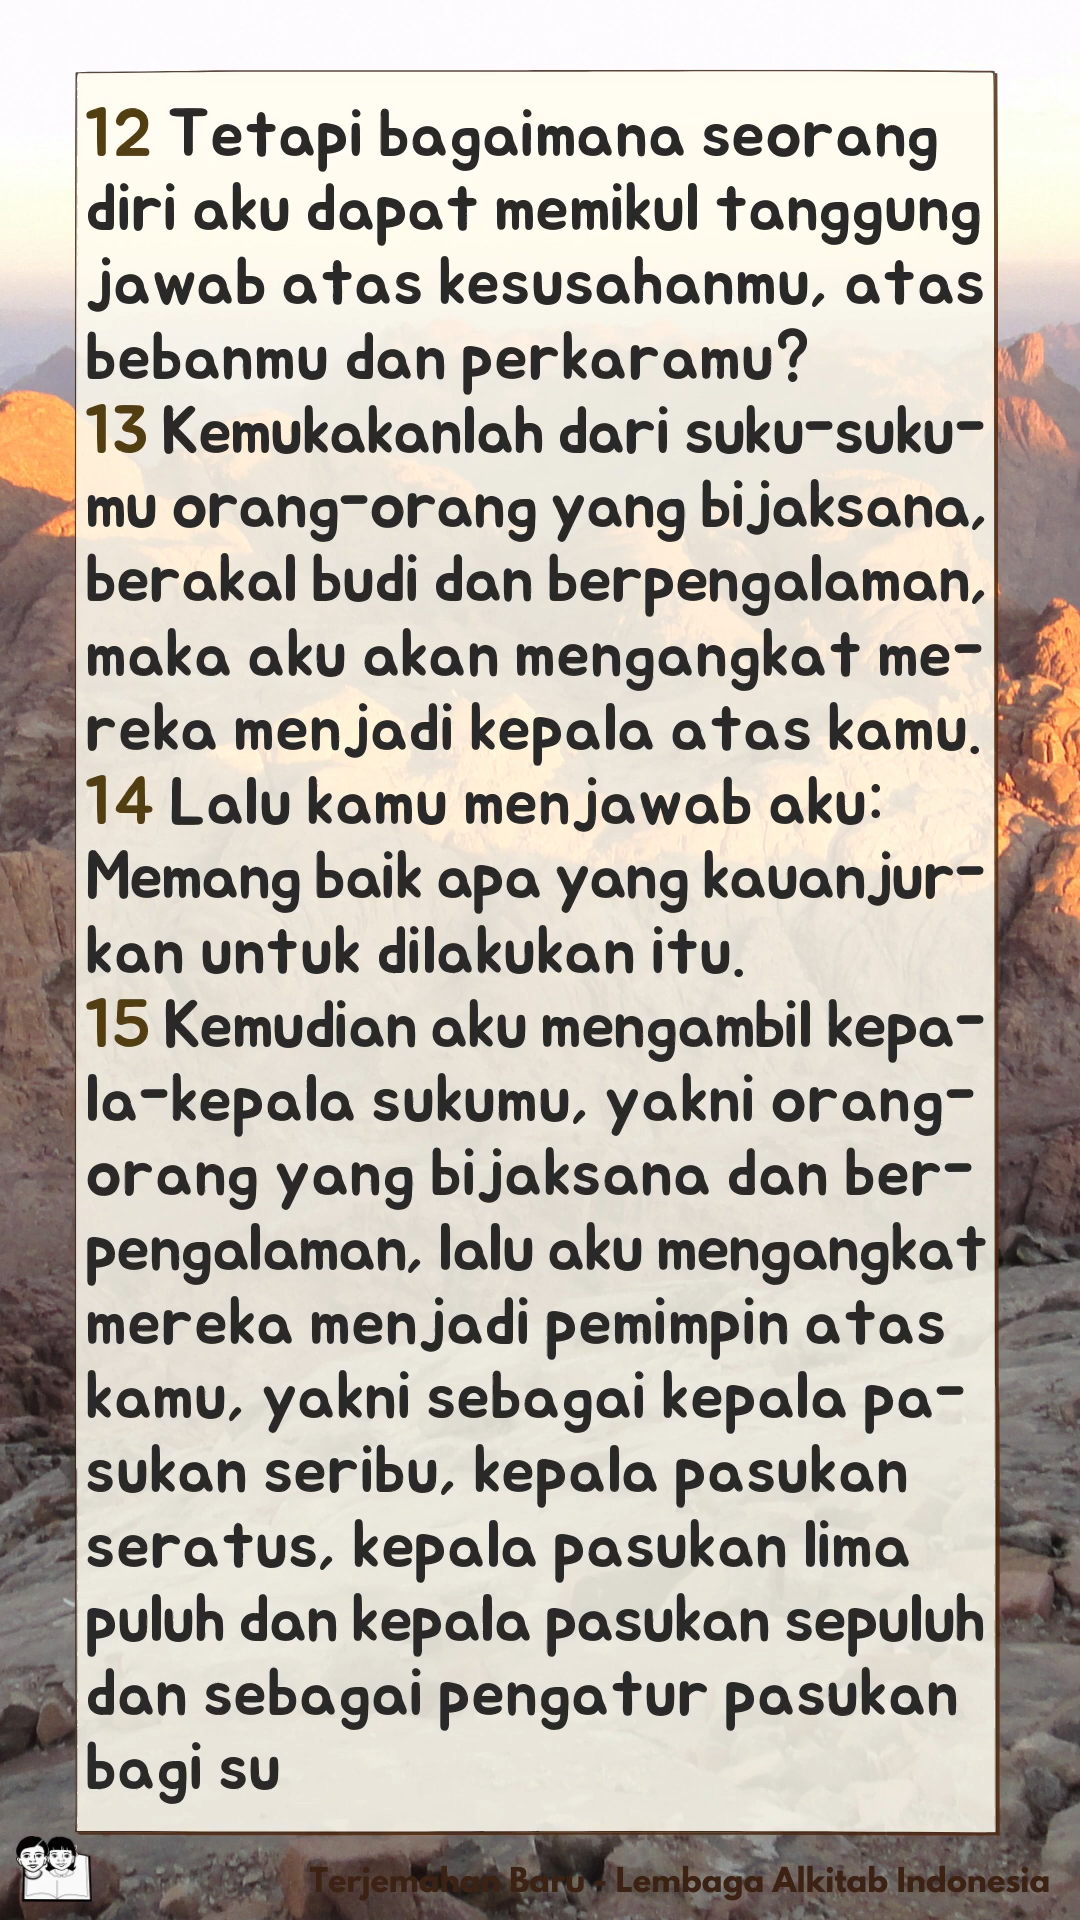 12 Tetapi bagaimana seorang
diri aku dapat memikul tanggung
jawab atas kesusahanmu, atas
bebanmu dan perkaramu?
13 Kemukakanlah dari suku-suku-
mu orang-orang yang bijaksana,
berakal budi dan berpengalaman,
maka aku akan mengangkat me-
reka menjadi kepala atas kamu.
14 Lalu kamu menjawab aku:
Memang baik apa yang kauanjur-
kan untuk dilakukan itu.
15 Kemudian aku mengambil kepa-
la-kepala sukumu, yakni orang-
orang yang bijaksana dan ber-
pengalaman, lalu aku mengangkat
mereka menjadi pemimpin atas
kamu, yakni sebagai kepala pa-
sukan seribu, kepala pasukan
seratus, kepala pasukan lima
puluh dan kepala pasukan sepuluh
dan sebagai pengatur pasukan
bagi su
Terjemahan Baru - Lembaga Alkitab Indonesia